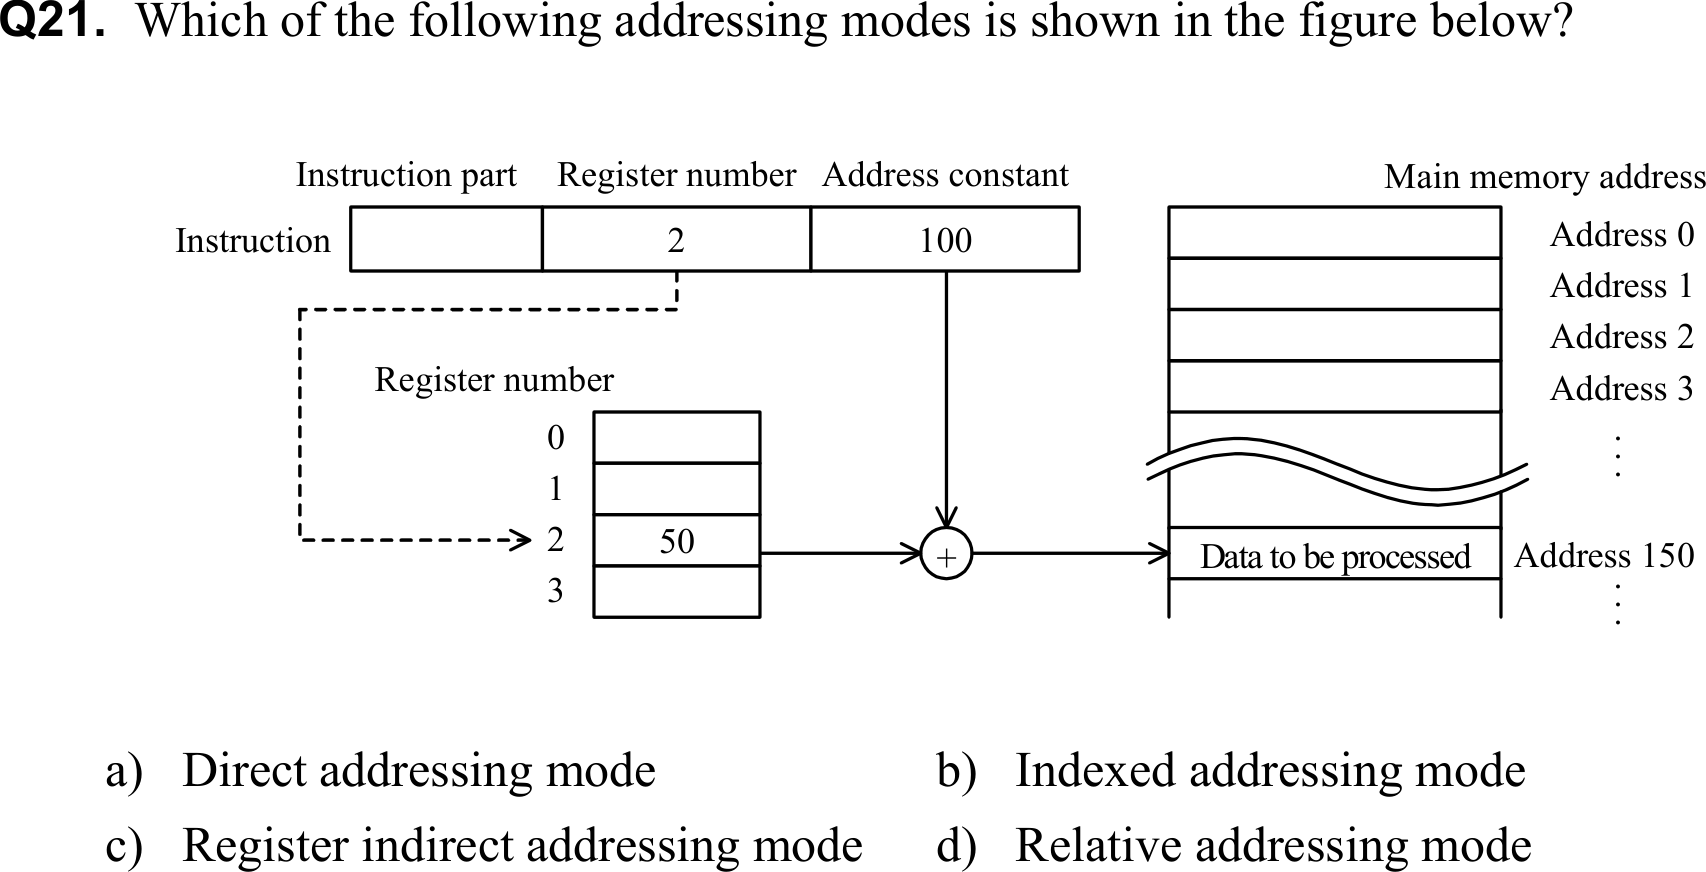 Q21. Which of the following addressing modes is shown in the figure below?
Instruction part Register number Address constant Main memory address
Instruction 2 100 Address 0
Address 1
Address 2
Address 3
Register number
0
1
2 50
3
+
Data to be processed Address 150
a) Direct addressing mode b) Indexed addressing mode
c) Register indirect addressing mode d) Relative addressing mode